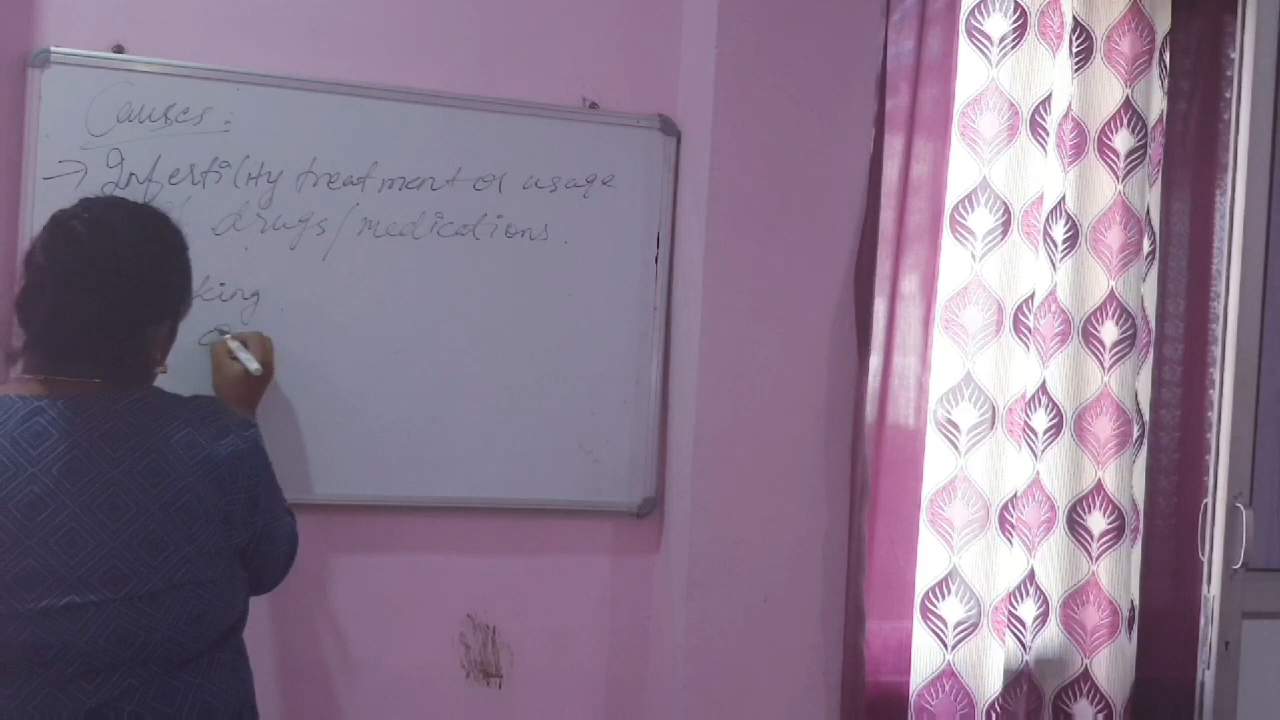 Causes :
→ Infertility treatment or usage
drugs/medications.
king